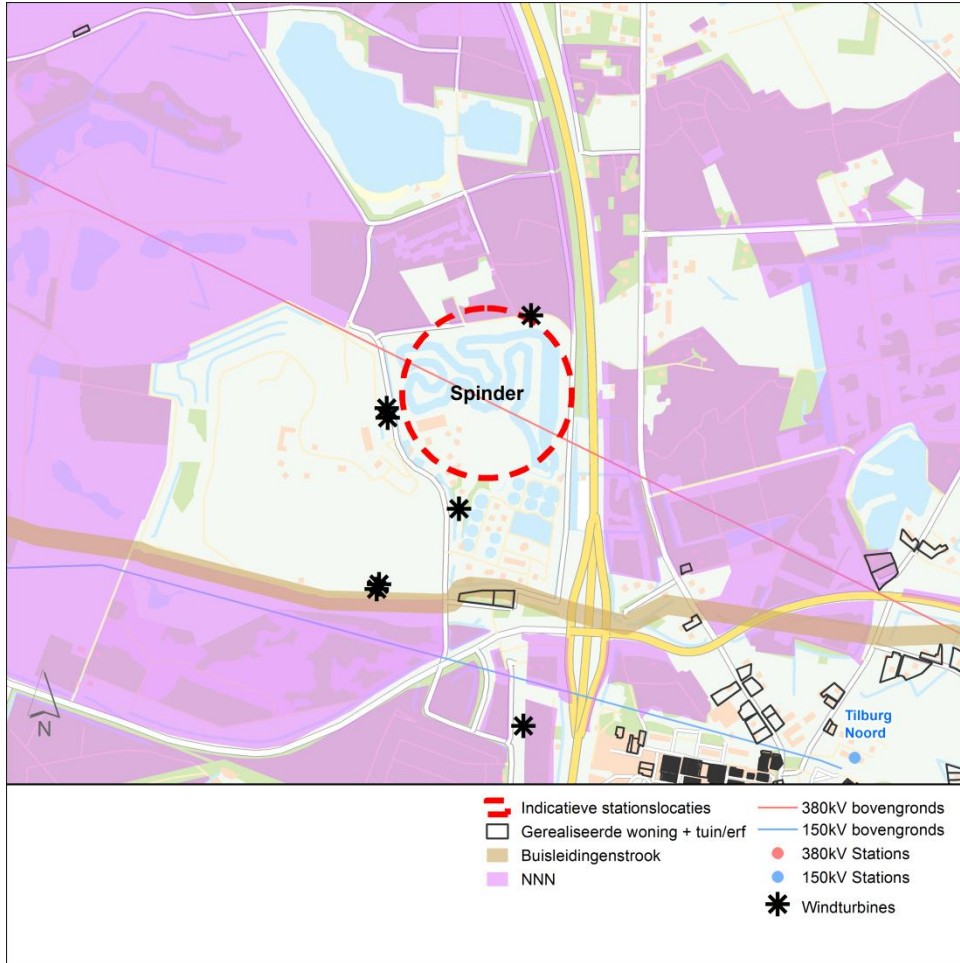 Spinder
Tilburg
Noord
N
Indicatieve stationslocaties
Gerealiseerde woning + tuin/erf
Buisleidingenstrook
NNN
380kV bovengronds
150kV bovengronds
380kV Stations
150kV Stations
Windturbines